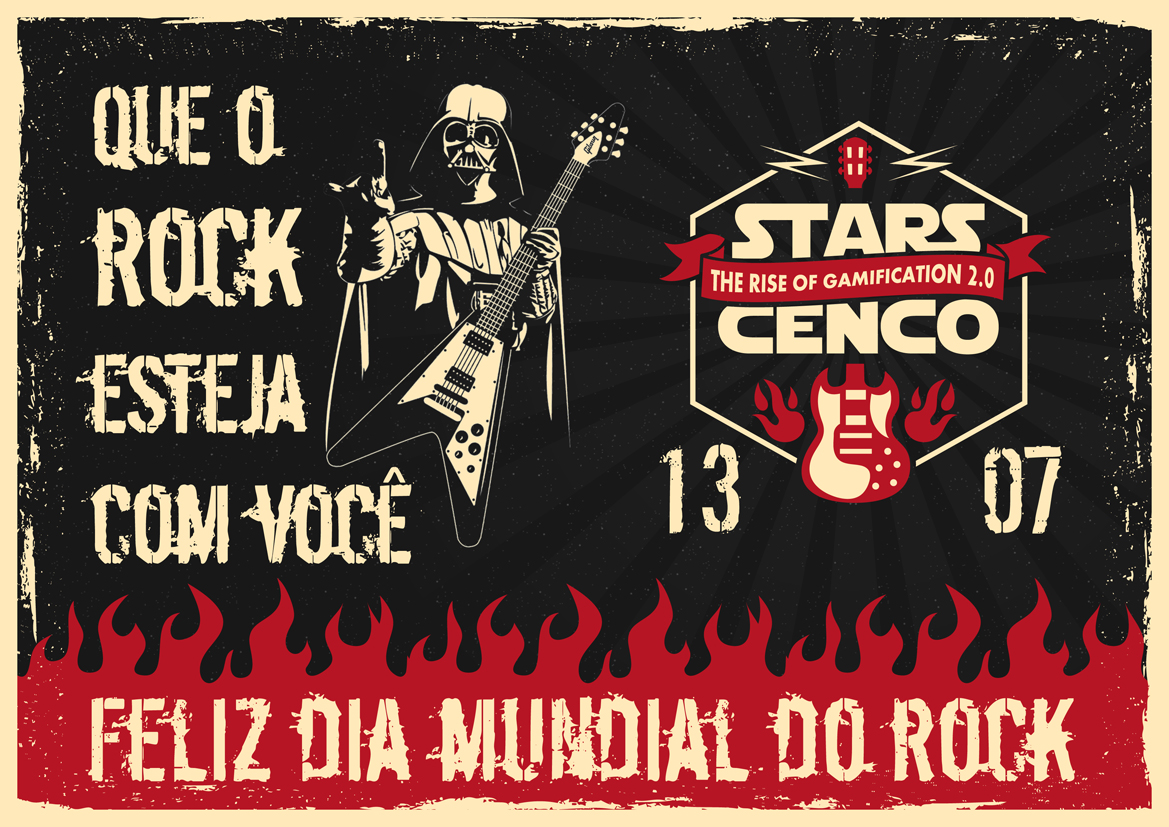 QUE O
ROCK
ESTEJA
COM VOCÊ
Gibson
STARS
THE RISE OF GAMIFICATION 2.0
CENCO
13 07
FELIZ DIA MUNDIAL DO ROCK